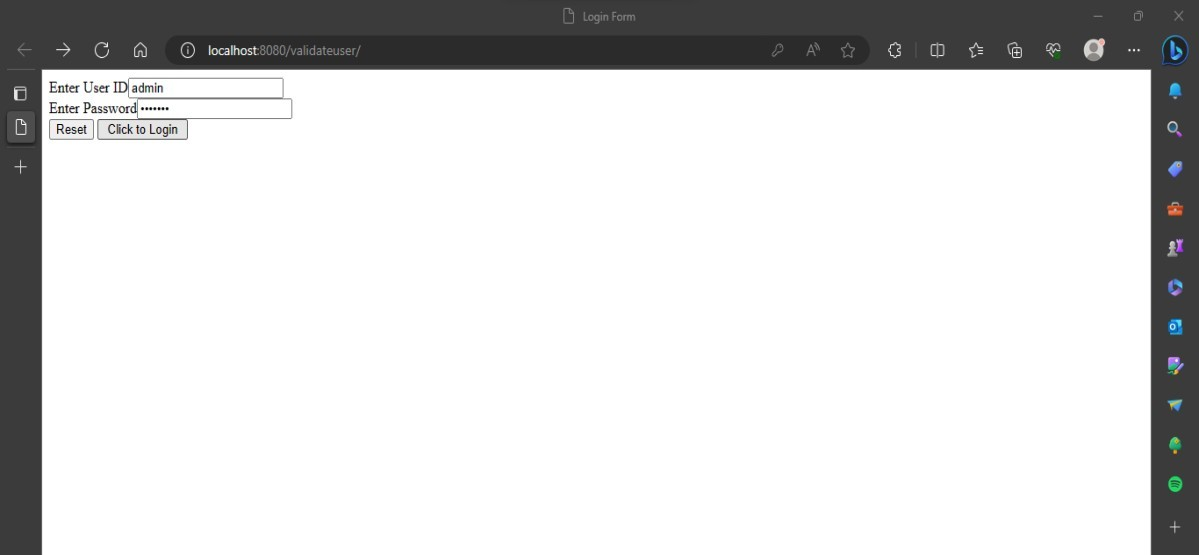 Login Form
localhost:8080/validateuser/
Enter User ID admin
Enter Password •••••••
Reset Click to Login